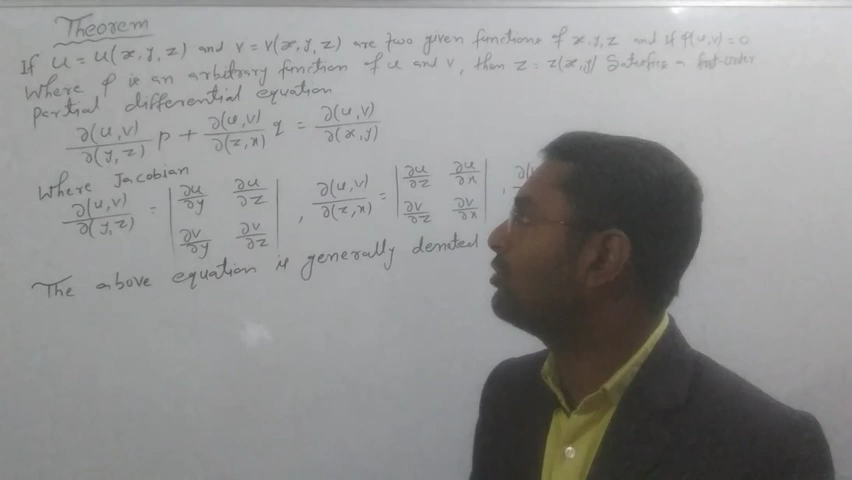 Theorem
If u = u(x, y, z) and v = v(x, y, z) are two given functions of x, y, z and if f(u, v) = 0
Where f is an arbitrary function of u and v, then z = z(x, y) Satisfies a first-order
partial differential equation
∂(u, v)/∂(y, z) p + ∂(u, v)/∂(z, x) q = ∂(u, v)/∂(x, y)
Where Jacobian
∂(u, v)/∂(y, z) = | ∂u/∂y ∂u/∂z ; ∂v/∂y ∂v/∂z | , ∂(u, v)/∂(z, x) = | ∂u/∂z ∂u/∂x ; ∂v/∂z ∂v/∂x | ,
The above equation is generally denoted